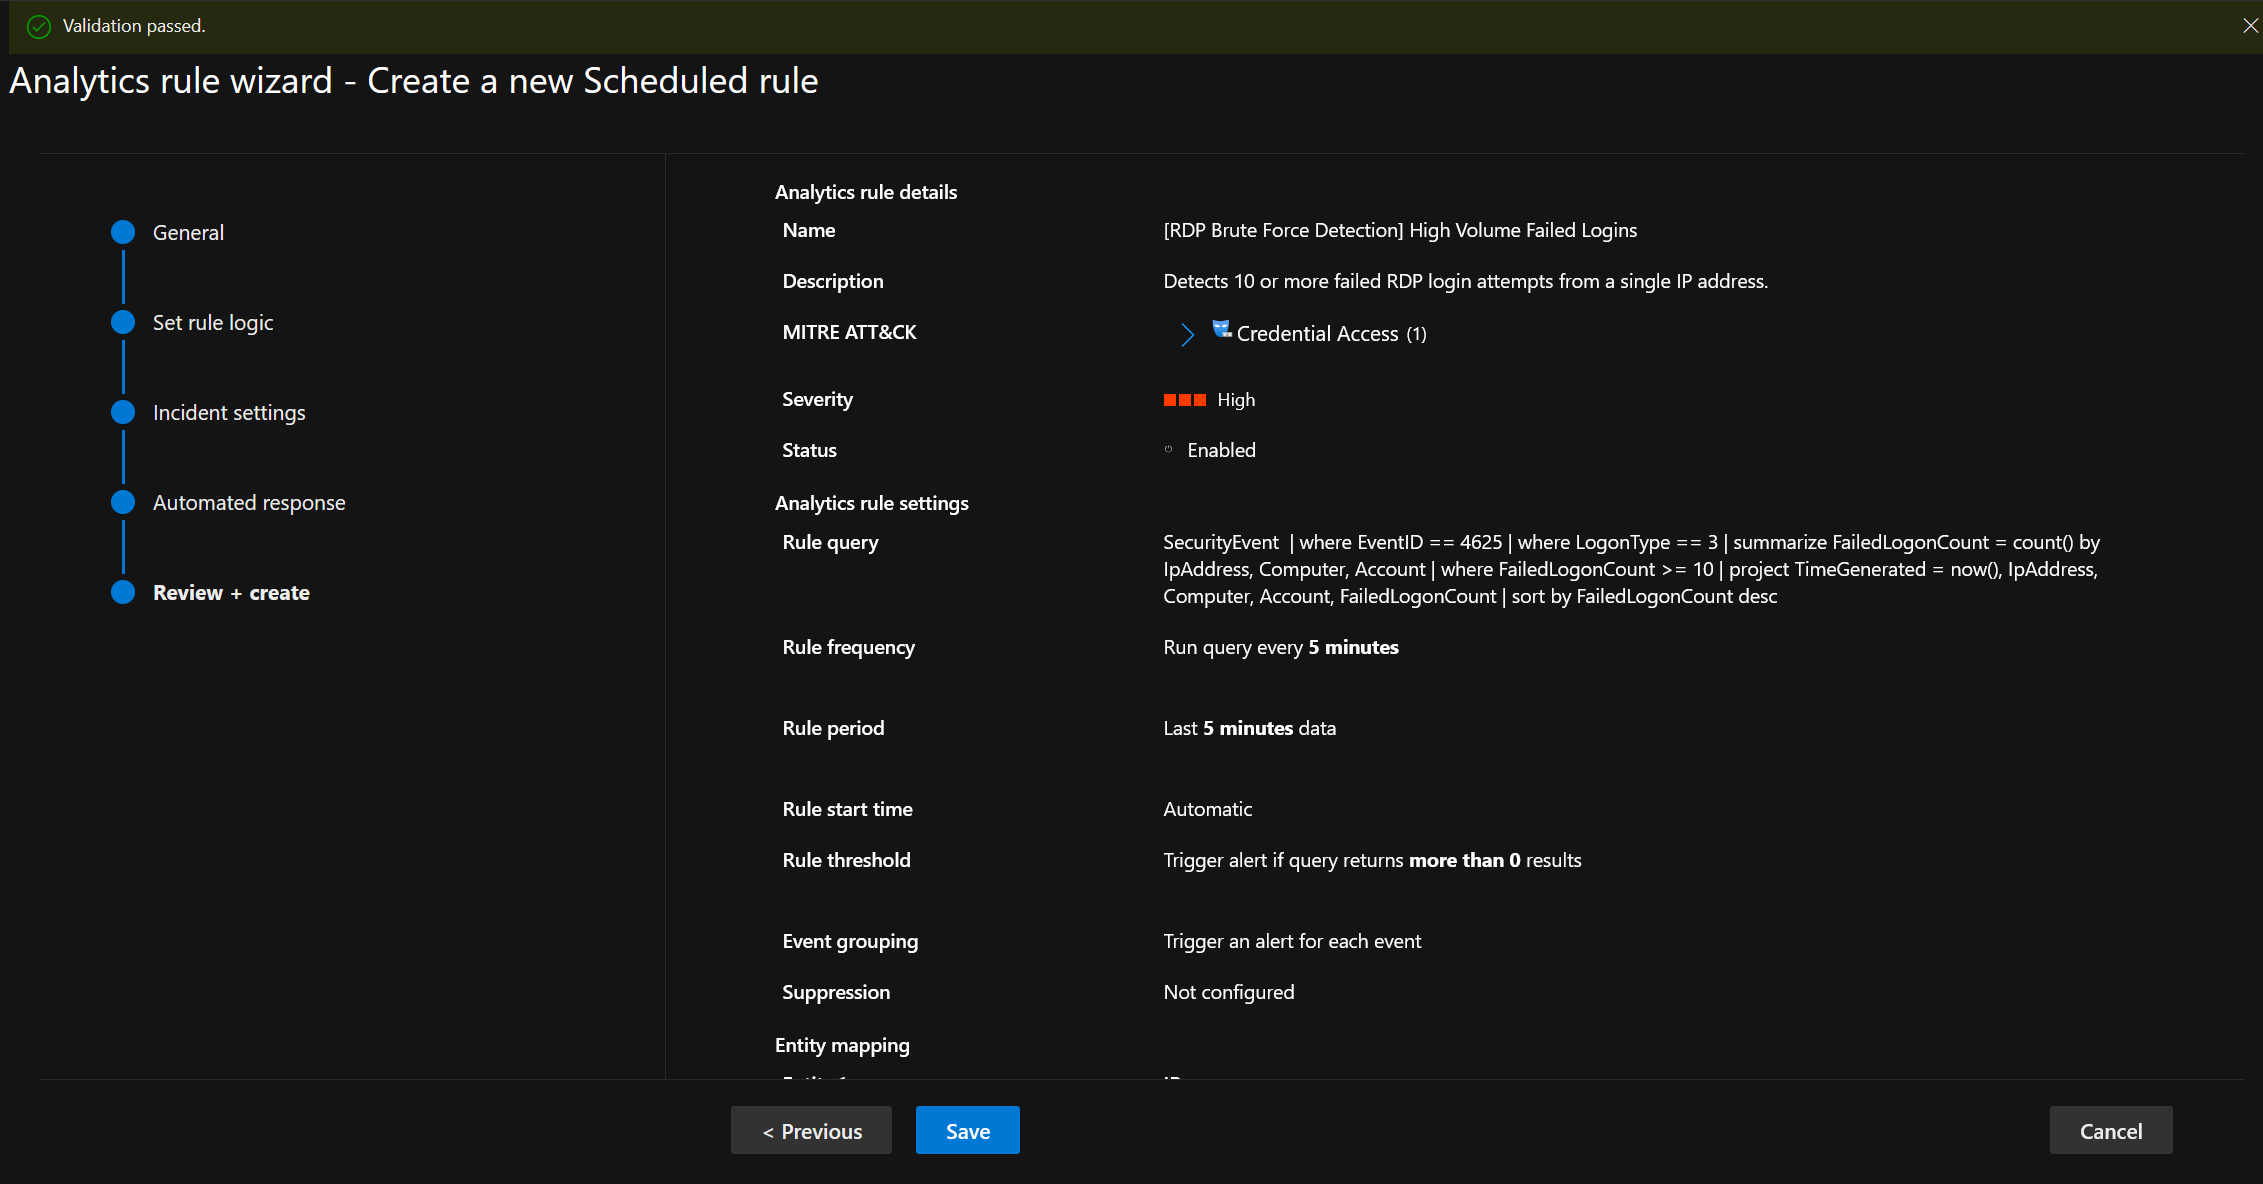 Validation passed.
Analytics rule wizard - Create a new Scheduled rule
General
Set rule logic
Incident settings
Automated response
Review + create
Analytics rule details
Name
[RDP Brute Force Detection] High Volume Failed Logins
Description
Detects 10 or more failed RDP login attempts from a single IP address.
MITRE ATT&CK
Credential Access (1)
Severity
High
Status
Enabled
Analytics rule settings
Rule query
SecurityEvent | where EventID == 4625 | where LogonType == 3 | summarize FailedLogonCount = count() by
IpAddress, Computer, Account | where FailedLogonCount >= 10 | project TimeGenerated = now(), IpAddress,
Computer, Account, FailedLogonCount | sort by FailedLogonCount desc
Rule frequency
Run query every 5 minutes
Rule period
Last 5 minutes data
Rule start time
Automatic
Rule threshold
Trigger alert if query returns more than 0 results
Event grouping
Trigger an alert for each event
Suppression
Not configured
Entity mapping
< Previous
Save
Cancel